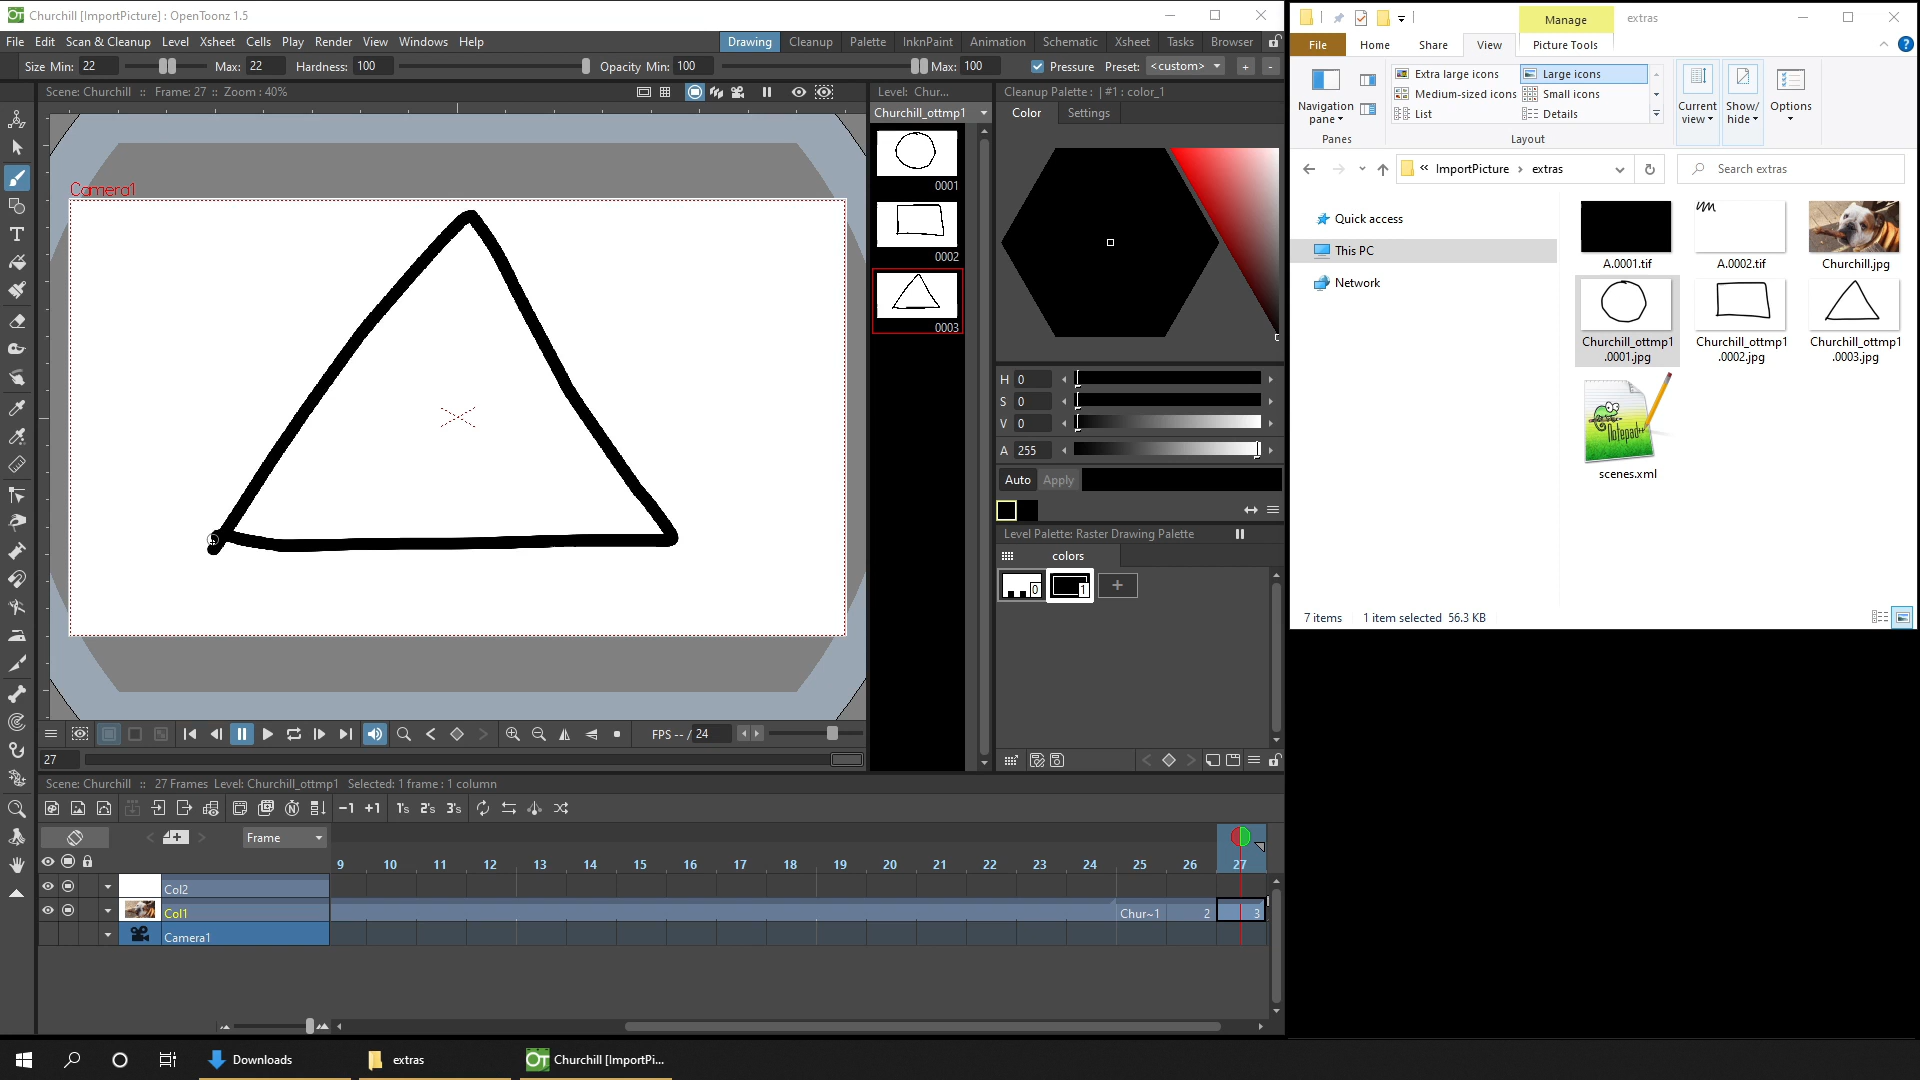 Churchill [ImportPicture] : OpenToonz 1.5
File Edit Scan & Cleanup Level Xsheet Cells Play Render View Windows Help
Drawing Cleanup Palette InknPaint Animation Schematic Xsheet Tasks Browser
Size Min: 22 Max: 22 Hardness: 100 Opacity Min: 100 Max: 100 Pressure Preset: <custom> + -
Scene: Churchill :: Frame: 27 :: Zoom : 40%
Camera1
Level: Chur...
Churchill_ottmp1
0001
0002
0003
Cleanup Palette : | #1 : color_1
Color Settings
H 0
S 0
V 0
A 255
Auto Apply
Level Palette: Raster Drawing Palette
colors
0 1 +
FPS -- / 24
27
Scene: Churchill :: 27 Frames Level: Churchill_ottmp1 Selected: 1 frame : 1 column
-1 +1 1's 2's 3's
Frame
9 10 11 12 13 14 15 16 17 18 19 20 21 22 23 24 25 26 27
Col2
Col1 Chur~1 2 3
Camera1
Manage extras
File Home Share View Picture Tools
Navigation pane
Panes
Extra large icons Large icons
Medium-sized icons Small icons
List Details
Layout
Current view
Show/ hide
Options
« ImportPicture › extras
Search extras
Quick access
This PC
Network
A.0001.tif A.0002.tif Churchill.jpg
Churchill_ottmp1 Churchill_ottmp1 Churchill_ottmp1
.0001.jpg .0002.jpg .0003.jpg
Notepad++
scenes.xml
7 items 1 item selected 56.3 KB
Downloads extras OT Churchill [ImportPi...